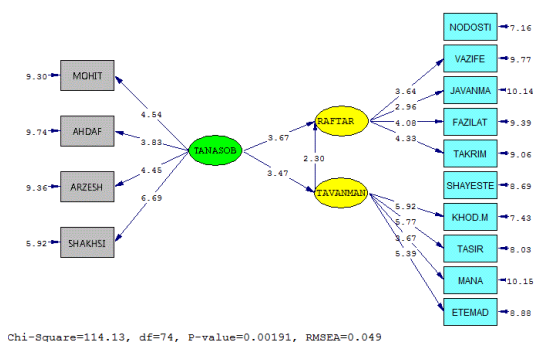 NODOSTI 7.16
VAZIFE 9.77
9.30 MOHIT
3.64
JAVANMA 10.14
4.54
2.96
9.74 AHDAF
RAFTAR
4.08
FAZILAT 9.39
3.83
3.67
4.33
TANASOB
TAKRIM 9.06
2.30
4.45
3.47
9.36 ARZESH
SHAYESTE 8.69
TAVANMAN
6.69
5.92
KHOD.M 7.43
5.77
5.92 SHAKHSI
3.67
TASIR 8.03
5.39
MANA 10.15
ETEMAD 8.88
Chi-Square=114.13, df=74, P-value=0.00191, RMSEA=0.049